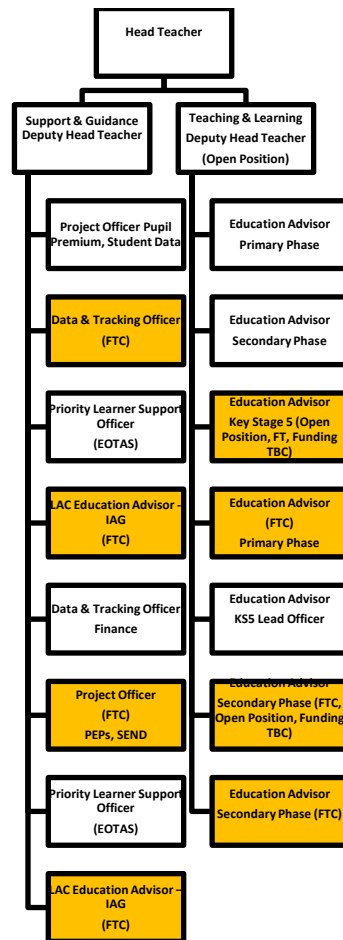 Head Teacher
Support & Guidance
Deputy Head Teacher
Teaching & Learning
Deputy Head Teacher
(Open Position)
Project Officer Pupil
Premium, Student Data
Data & Tracking Officer
(FTC)
Priority Learner Support
Officer
(EOTAS)
LAC Education Advisor -
IAG
(FTC)
Data & Tracking Officer
Finance
Project Officer
(FTC)
PEPs, SEND
Priority Learner Support
Officer
(EOTAS)
LAC Education Advisor –
IAG
(FTC)
Education Advisor
Primary Phase
Education Advisor
Secondary Phase
Education Advisor
Key Stage 5 (Open
Position, FT, Funding
TBC)
Education Advisor
(FTC)
Primary Phase
Education Advisor
KS5 Lead Officer
Education Advisor
Secondary Phase (FTC,
Open Position, Funding
TBC)
Education Advisor
Secondary Phase (FTC)